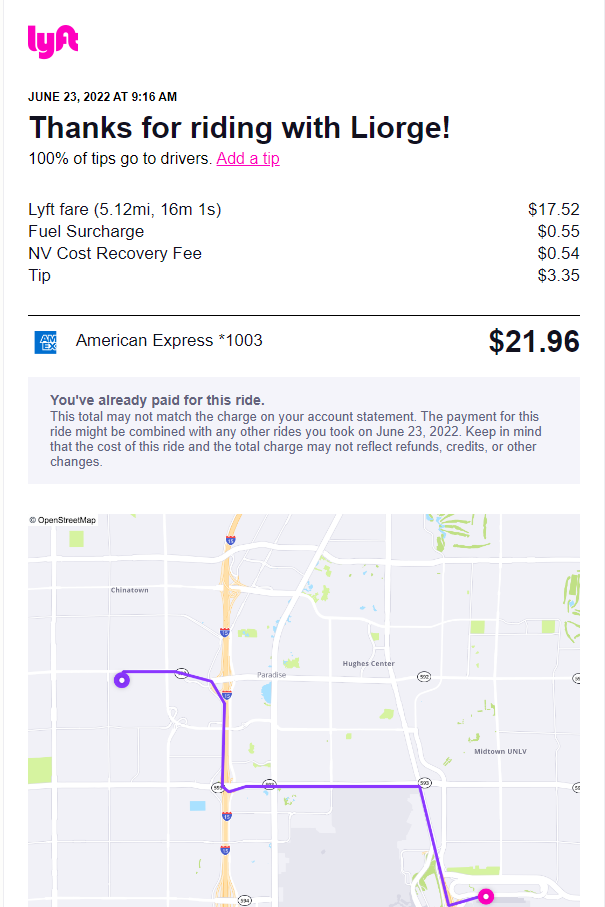 lyft
JUNE 23, 2022 AT 9:16 AM
Thanks for riding with Liorge!
100% of tips go to drivers. Add a tip
Lyft fare (5.12mi, 16m 1s) $17.52
Fuel Surcharge $0.55
NV Cost Recovery Fee $0.54
Tip $3.35
AM
EX
American Express *1003 $21.96
You've already paid for this ride.
This total may not match the charge on your account statement. The payment for this
ride might be combined with any other rides you took on June 23, 2022. Keep in mind
that the cost of this ride and the total charge may not reflect refunds, credits, or other
changes.
© OpenStreetMap
15
Chinatown
15
Hughes Center
Paradise
592
15
Midtown UNLV
593
15
15
594